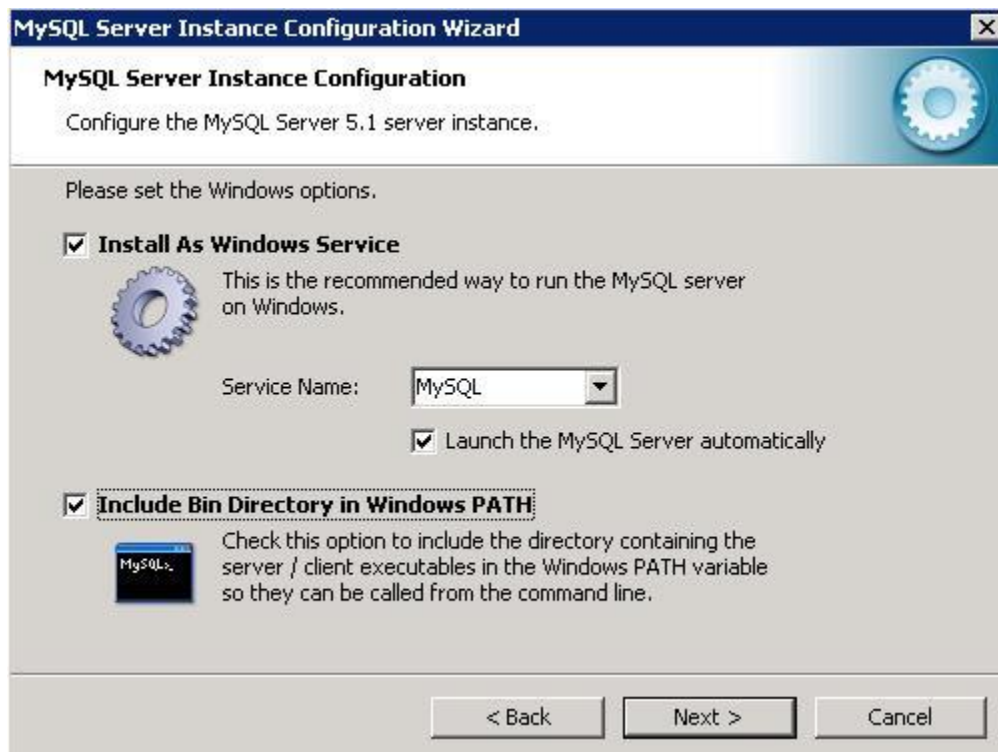 MySQL Server Instance Configuration Wizard
MySQL Server Instance Configuration
Configure the MySQL Server 5.1 server instance.
Please set the Windows options.
Install As Windows Service
This is the recommended way to run the MySQL server
on Windows.
Service Name: MySQL
Launch the MySQL Server automatically
Include Bin Directory in Windows PATH
MySQL>_
Check this option to include the directory containing the
server / client executables in the Windows PATH variable
so they can be called from the command line.
< Back Next > Cancel